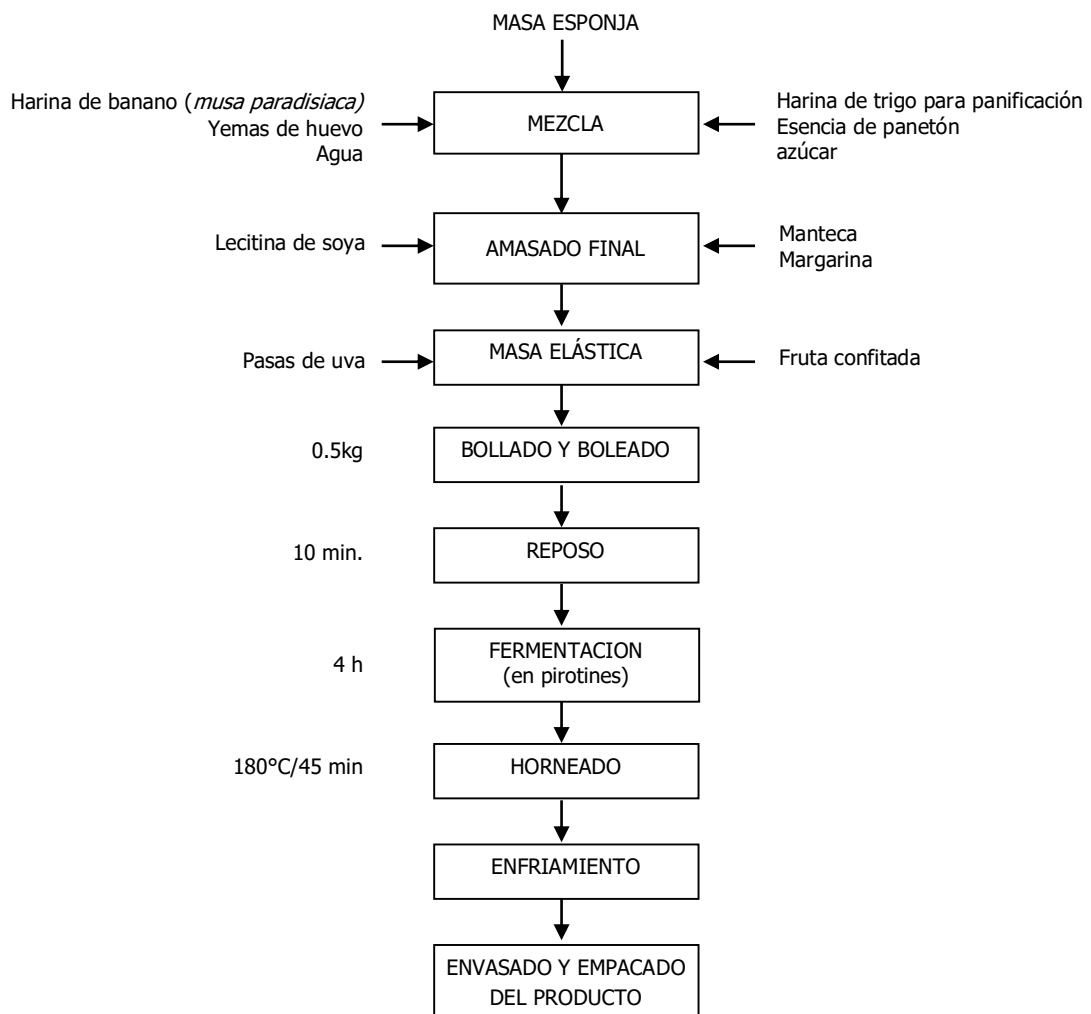 MASA ESPONJA
Harina de banano (musa paradisiaca)
Yemas de huevo
Agua
MEZCLA
Harina de trigo para panificación
Esencia de panetón
azúcar
Lecitina de soya
AMASADO FINAL
Manteca
Margarina
Pasas de uva
MASA ELÁSTICA
Fruta confitada
0.5kg
BOLLADO Y BOLEADO
10 min.
REPOSO
4 h
FERMENTACION
(en pirotines)
180°C/45 min
HORNEADO
ENFRIAMIENTO
ENVASADO Y EMPACADO
DEL PRODUCTO